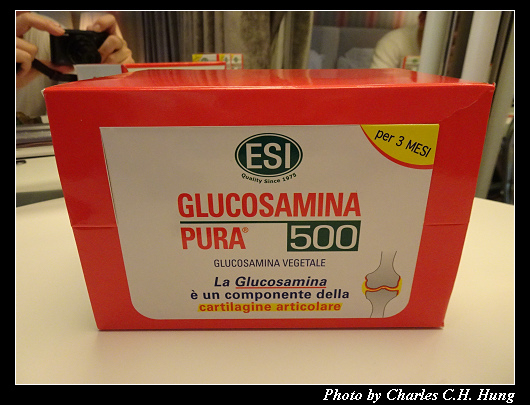 per 3 MESI
ESI
Quality Since 1975
GLUCOSAMINA
PURA® 500
GLUCOSAMINA VEGETALE
La Glucosamina
è un componente della
cartilagine articolare
Photo by Charles C.H. Hung